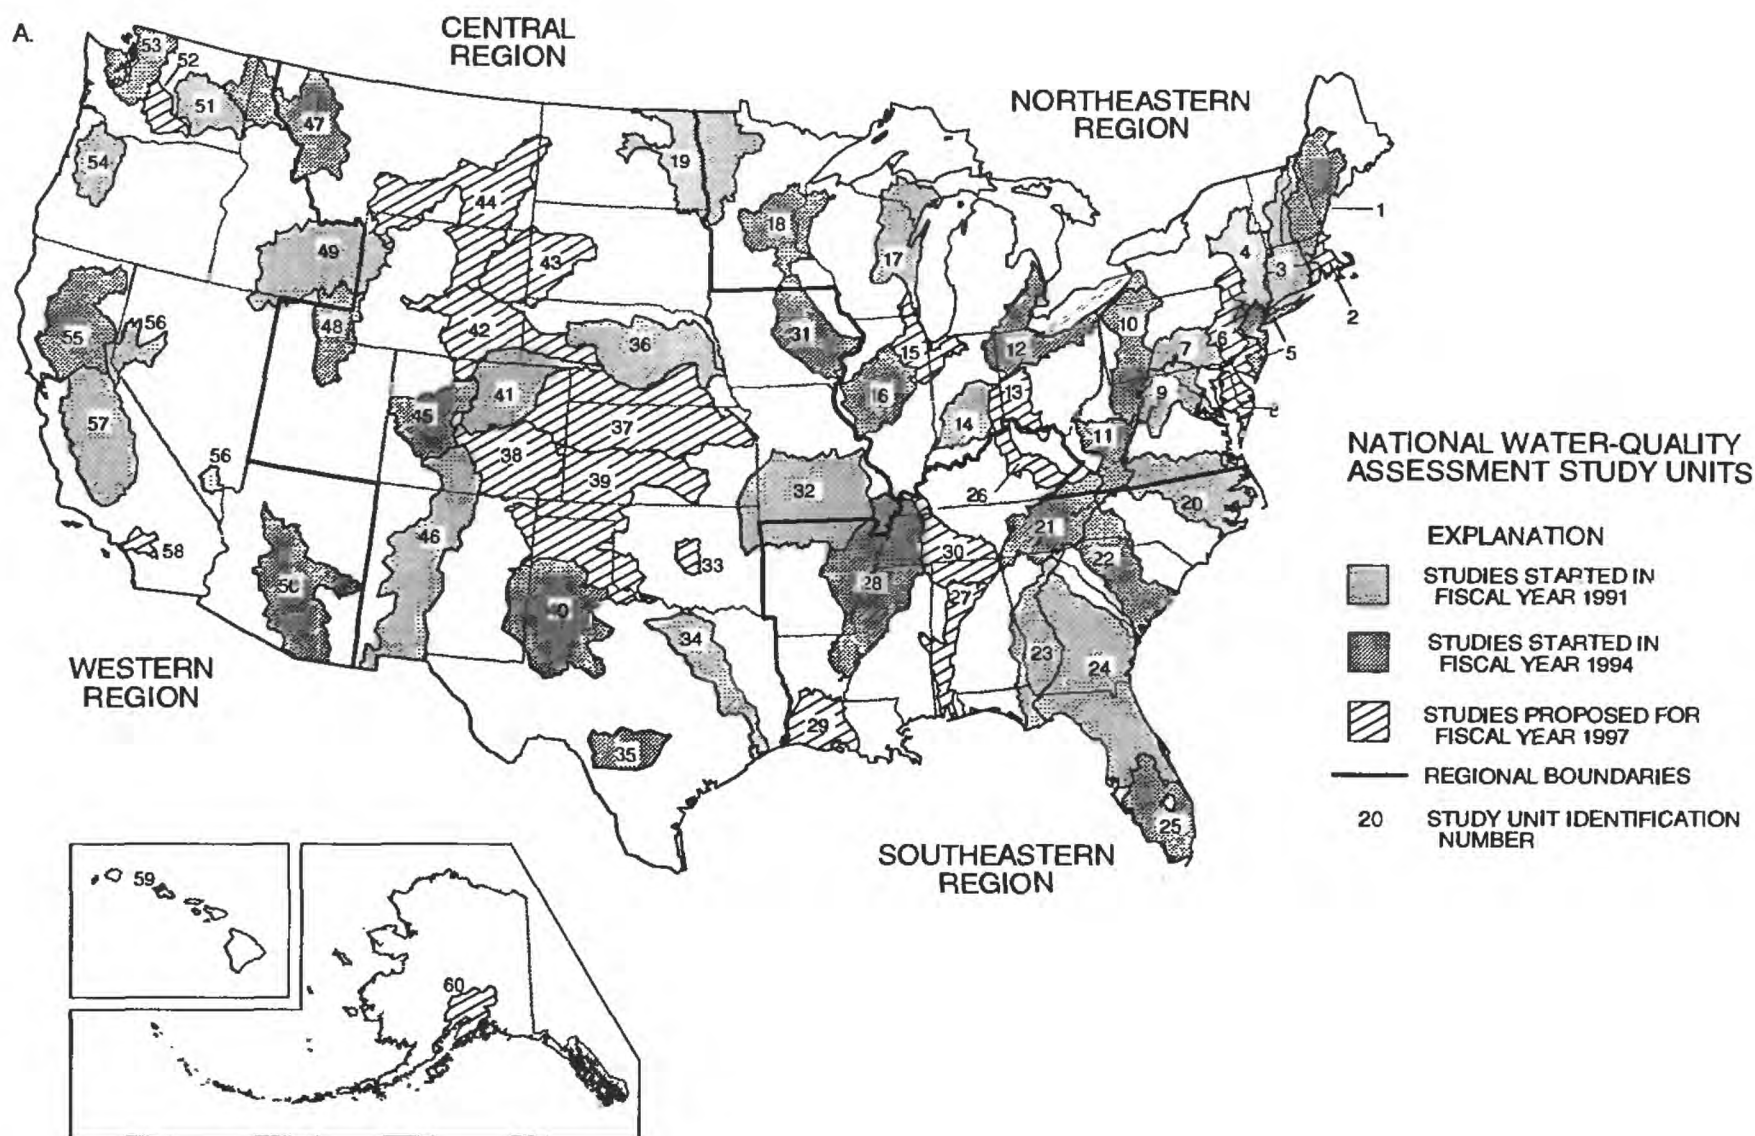 A.
CENTRAL
REGION
NORTHEASTERN
REGION
WESTERN
REGION
SOUTHEASTERN
REGION
53
52
51
47
54
19
44
18
1
49
43
17
4
3
2
55
56
48
42
36
31
15
12
10
7
6
5
57
45
41
37
16
14
13
9
11
38
39
32
26
20
56
46
21
58
50
33
28
30
22
27
34
23
24
35
29
25
59
60
NATIONAL WATER-QUALITY
ASSESSMENT STUDY UNITS
EXPLANATION
STUDIES STARTED IN
FISCAL YEAR 1991
STUDIES STARTED IN
FISCAL YEAR 1994
STUDIES PROPOSED FOR
FISCAL YEAR 1997
REGIONAL BOUNDARIES
20 STUDY UNIT IDENTIFICATION
NUMBER